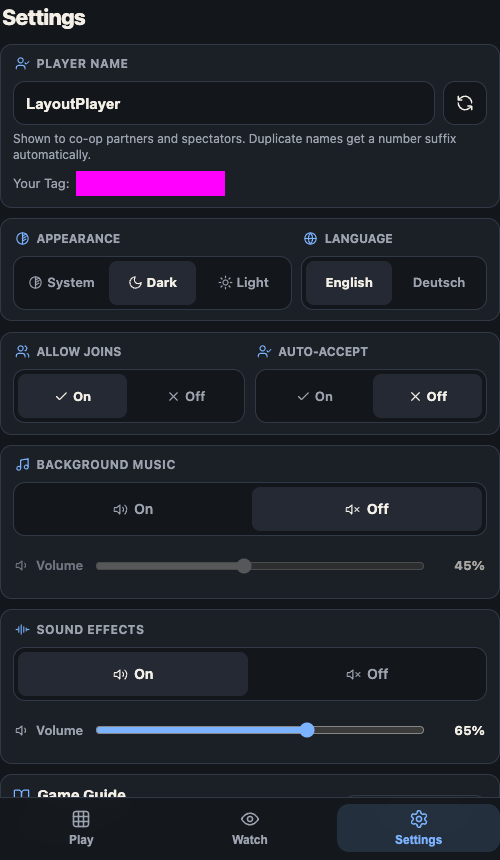 Settings
PLAYER NAME
LayoutPlayer
Shown to co-op partners and spectators. Duplicate names get a number suffix
automatically.
Your Tag:
APPEARANCE
LANGUAGE
System Dark Light
English Deutsch
ALLOW JOINS
AUTO-ACCEPT
On Off
On Off
BACKGROUND MUSIC
On Off
Volume 45%
SOUND EFFECTS
On Off
Volume 65%
Game Guide
Play Watch Settings